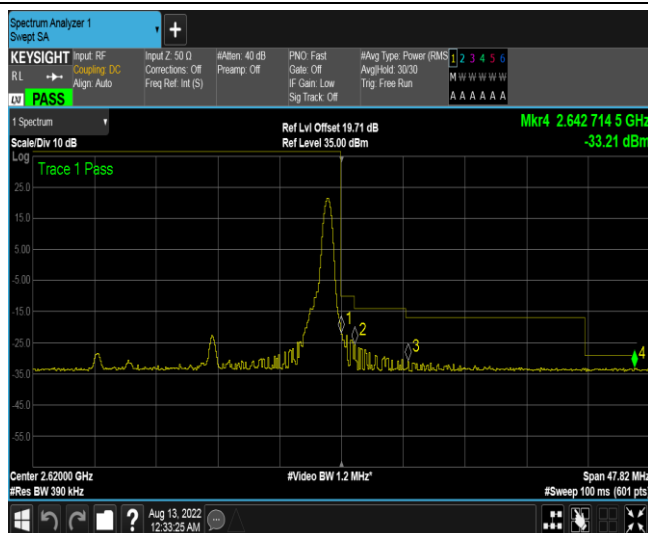 Spectrum Analyzer 1
Swept SA
+
KEYSIGHT Input: RF Input Z: 50 Ω #Atten: 40 dB PNO: Fast #Avg Type: Power (RMS 1 2 3 4 5 6
RL Coupling: DC Corrections: Off Preamp: Off Gate: Off Avg|Hold: 30/30 M W W W W W
Align: Auto Freq Ref: Int (S) IF Gain: Low Trig: Free Run
Sig Track: Off A A A A A A
LXI PASS
1 Spectrum
Ref Lvl Offset 19.71 dB Mkr4 2.642 714 5 GHz
Scale/Div 10 dB Ref Level 35.00 dBm -33.21 dBm
Log
Trace 1 Pass
25.0
15.0
5.00
-5.00
-15.0
1
2
-25.0
3
4
-35.0
-45.0
-55.0
Center 2.62000 GHz #Video BW 1.2 MHz* Span 47.82 MHz
#Res BW 390 kHz #Sweep 100 ms (601 pts)
? Aug 13, 2022
12:33:25 AM